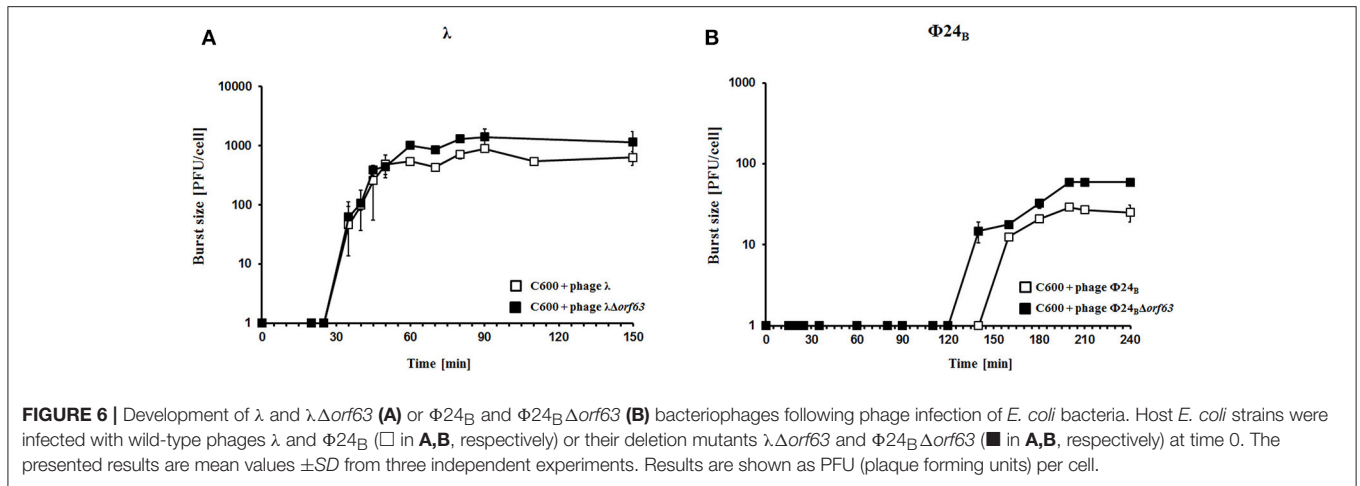 A
λ
10000
1000
100
10
1
Burst size [PFU/cell]
0
30
60
90
120
150
Time [min]
C600 + phage λ
C600 + phage λΔorf63
B
Φ24B
1000
100
10
1
Burst size [PFU/cell]
0
30
60
90
120
150
180
210
240
Time [min]
C600 + phage Φ24B
C600 + phage Φ24BΔorf63
FIGURE 6 | Development of λ and λΔorf63 (A) or Φ24B and Φ24BΔorf63 (B) bacteriophages following phage infection of E. coli bacteria. Host E. coli strains were
infected with wild-type phages λ and Φ24B (□ in A,B, respectively) or their deletion mutants λΔorf63 and Φ24BΔorf63 (■ in A,B, respectively) at time 0. The
presented results are mean values ±SD from three independent experiments. Results are shown as PFU (plaque forming units) per cell.